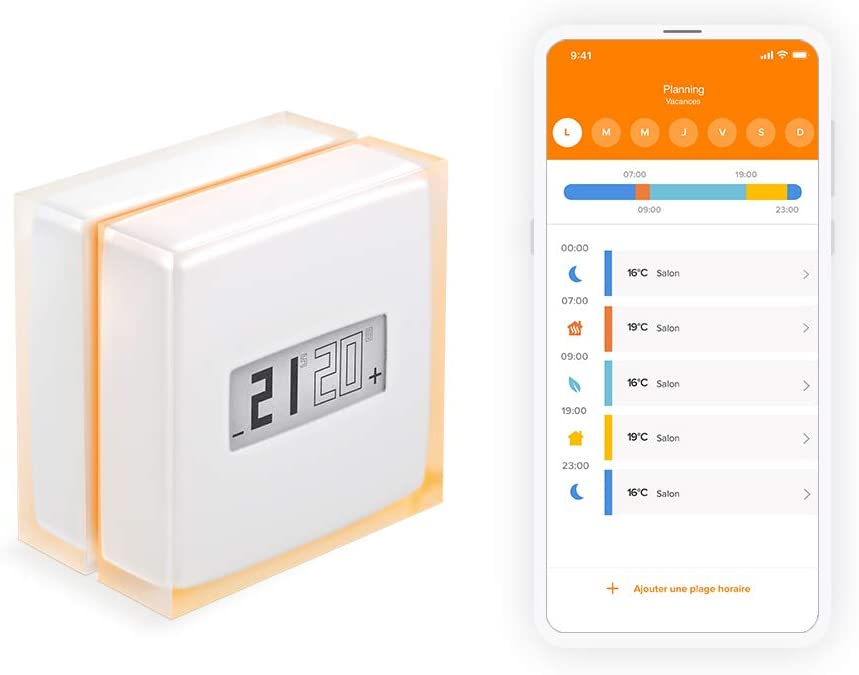 21 5 20 8
- +
9:41
Planning
Vacances
L M M J V S D
07:00 19:00
09:00 23:00
00:00
16°C Salon
07:00
19°C Salon
09:00
16°C Salon
19:00
19°C Salon
23:00
16°C Salon
+ Ajouter une plage horaire